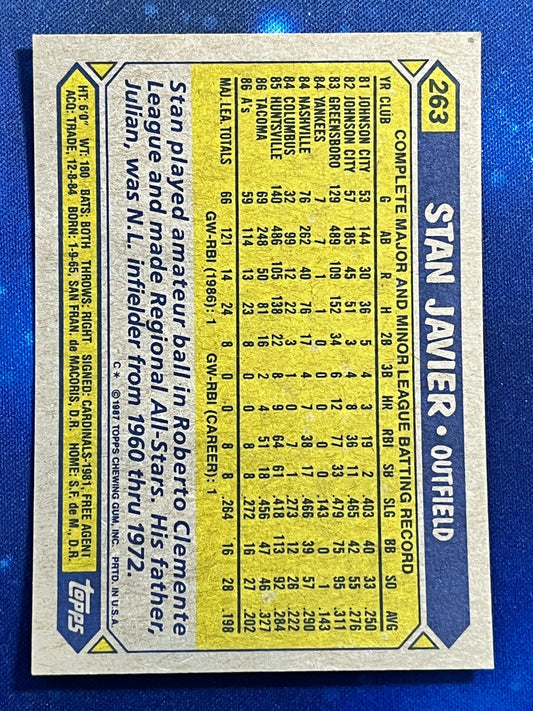 263
STAN JAVIER • OUTFIELD
COMPLETE MAJOR AND MINOR LEAGUE BATTING RECORD
YR CLUB G AB R H 2B 3B HR RBI SB SLG BB SO AVG
81 JOHNSON CITY 53 144 30 36 5 4 3 19 2 .403 40 33 .250
82 JOHNSON CITY 57 185 45 51 3 4 8 36 11 .465 42 55 .276
83 GREENSBORO 129 489 109 152 34 6 12 77 33 .479 75 95 .311
84 YANKEES 7 7 1 1 0 0 0 0 0 .143 0 1 .143
84 NASHVILLE 76 262 40 76 17 4 7 38 17 .466 39 57 .290
84 COLUMBUS 32 99 12 22 3 1 0 7 1 .273 12 26 .222
85 HUNTSVILLE 140 486 105 138 22 8 9 64 61 .418 113 92 .284
86 TACOMA 69 248 50 81 16 2 4 51 18 .456 47 46 .327
86 A's 59 114 13 23 8 0 0 8 8 .272 16 27 .202
MAJ. LEA. TOTALS 66 121 14 24 8 0 0 8 8 .264 16 28 .198
GW-RBI (1986): 1 GW-RBI (CAREER): 1
Stan played amateur ball in Roberto Clemente
League and made Regional All-Stars. His father,
Julian, was N.L. infielder from 1960 thru 1972.
C* ©1987 TOPPS CHEWING GUM, INC. PRTD. IN U.S.A.
HT: 6'0" WT: 180 BATS: BOTH THROWS: RIGHT SIGNED: CARDINALS-1981, FREE AGENT
ACQ: TRADE, 12-8-84 BORN: 1-9-65, SAN FRAN. de MACORIS, D.R. HOME: S.F. de M., D.R.
TOPPS